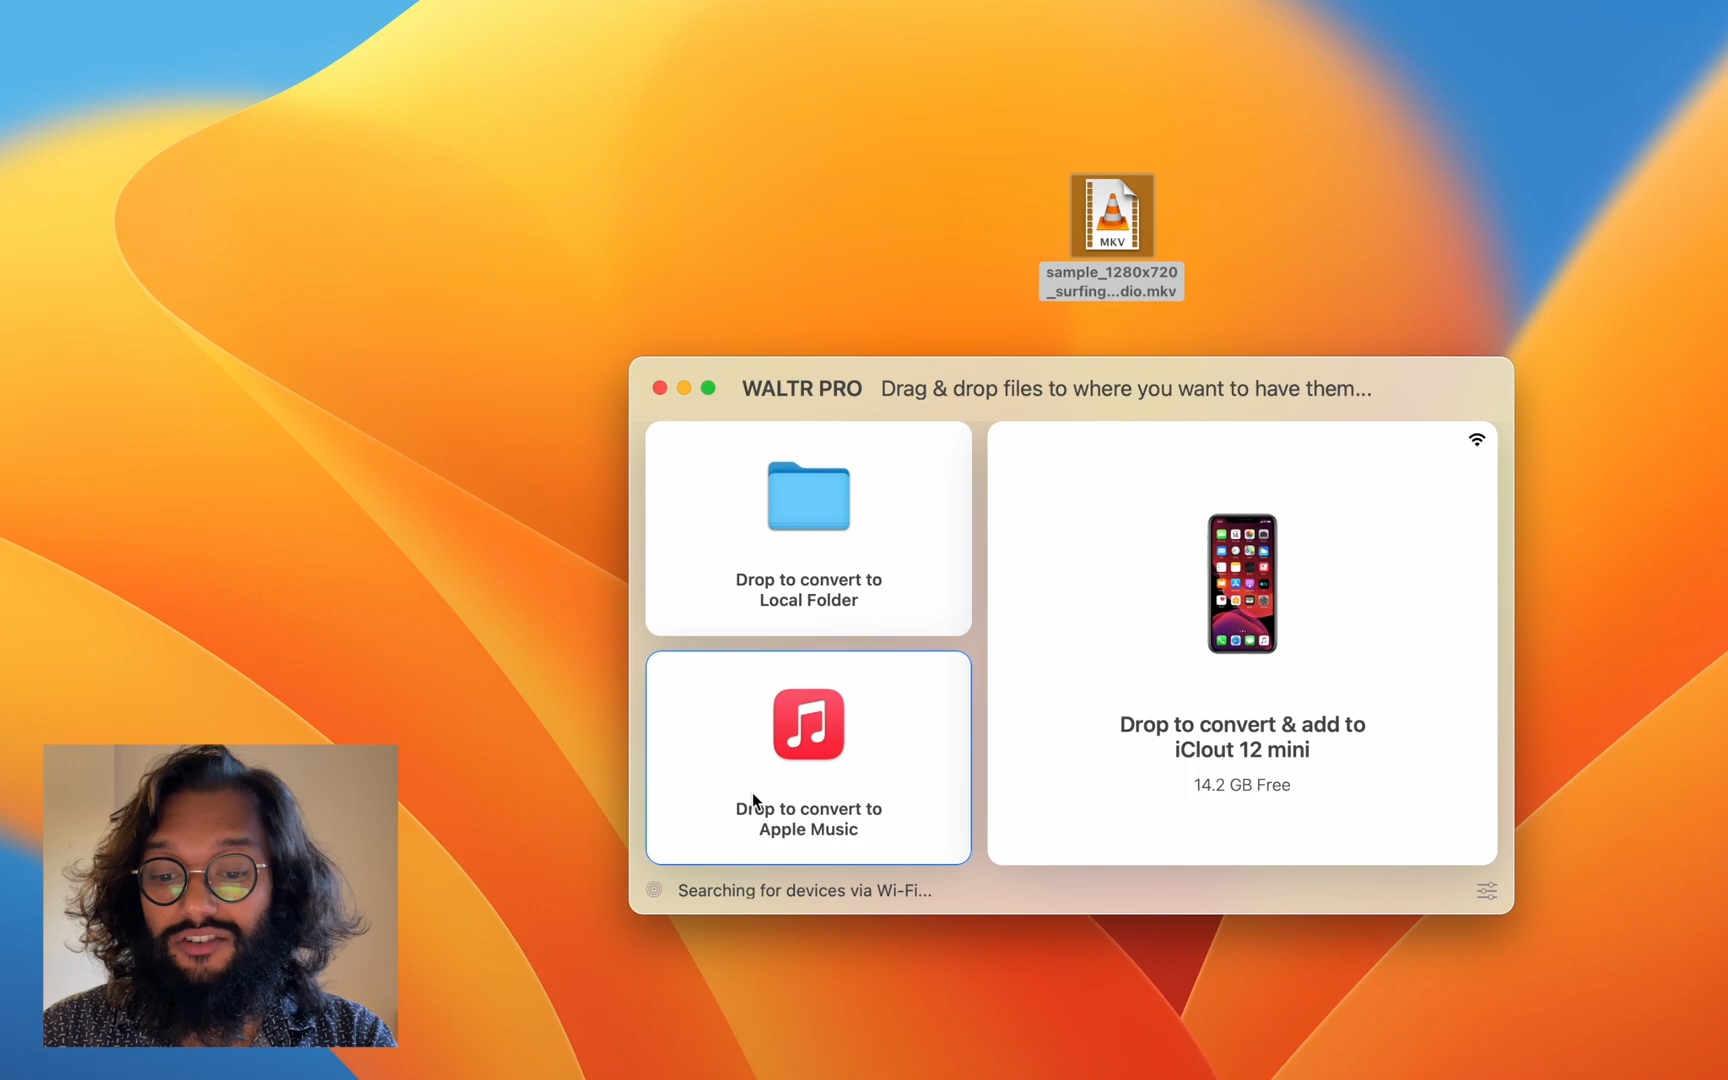 MKV
sample_1280x720
_surfing...dio.mkv
WALTR PRO Drag & drop files to where you want to have them...
Drop to convert to
Local Folder
Drop to convert to
Apple Music
Drop to convert & add to
iClout 12 mini
14.2 GB Free
Searching for devices via Wi-Fi...